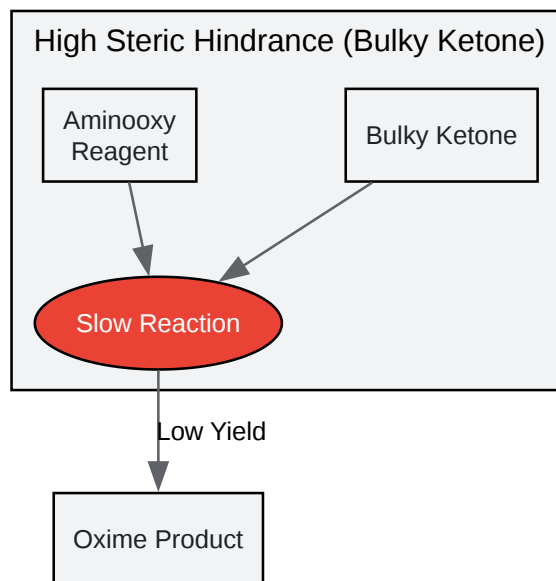 High Steric Hindrance (Bulky Ketone)
Aminooxy
Reagent
Bulky Ketone
Slow Reaction
Low Yield
Oxime Product